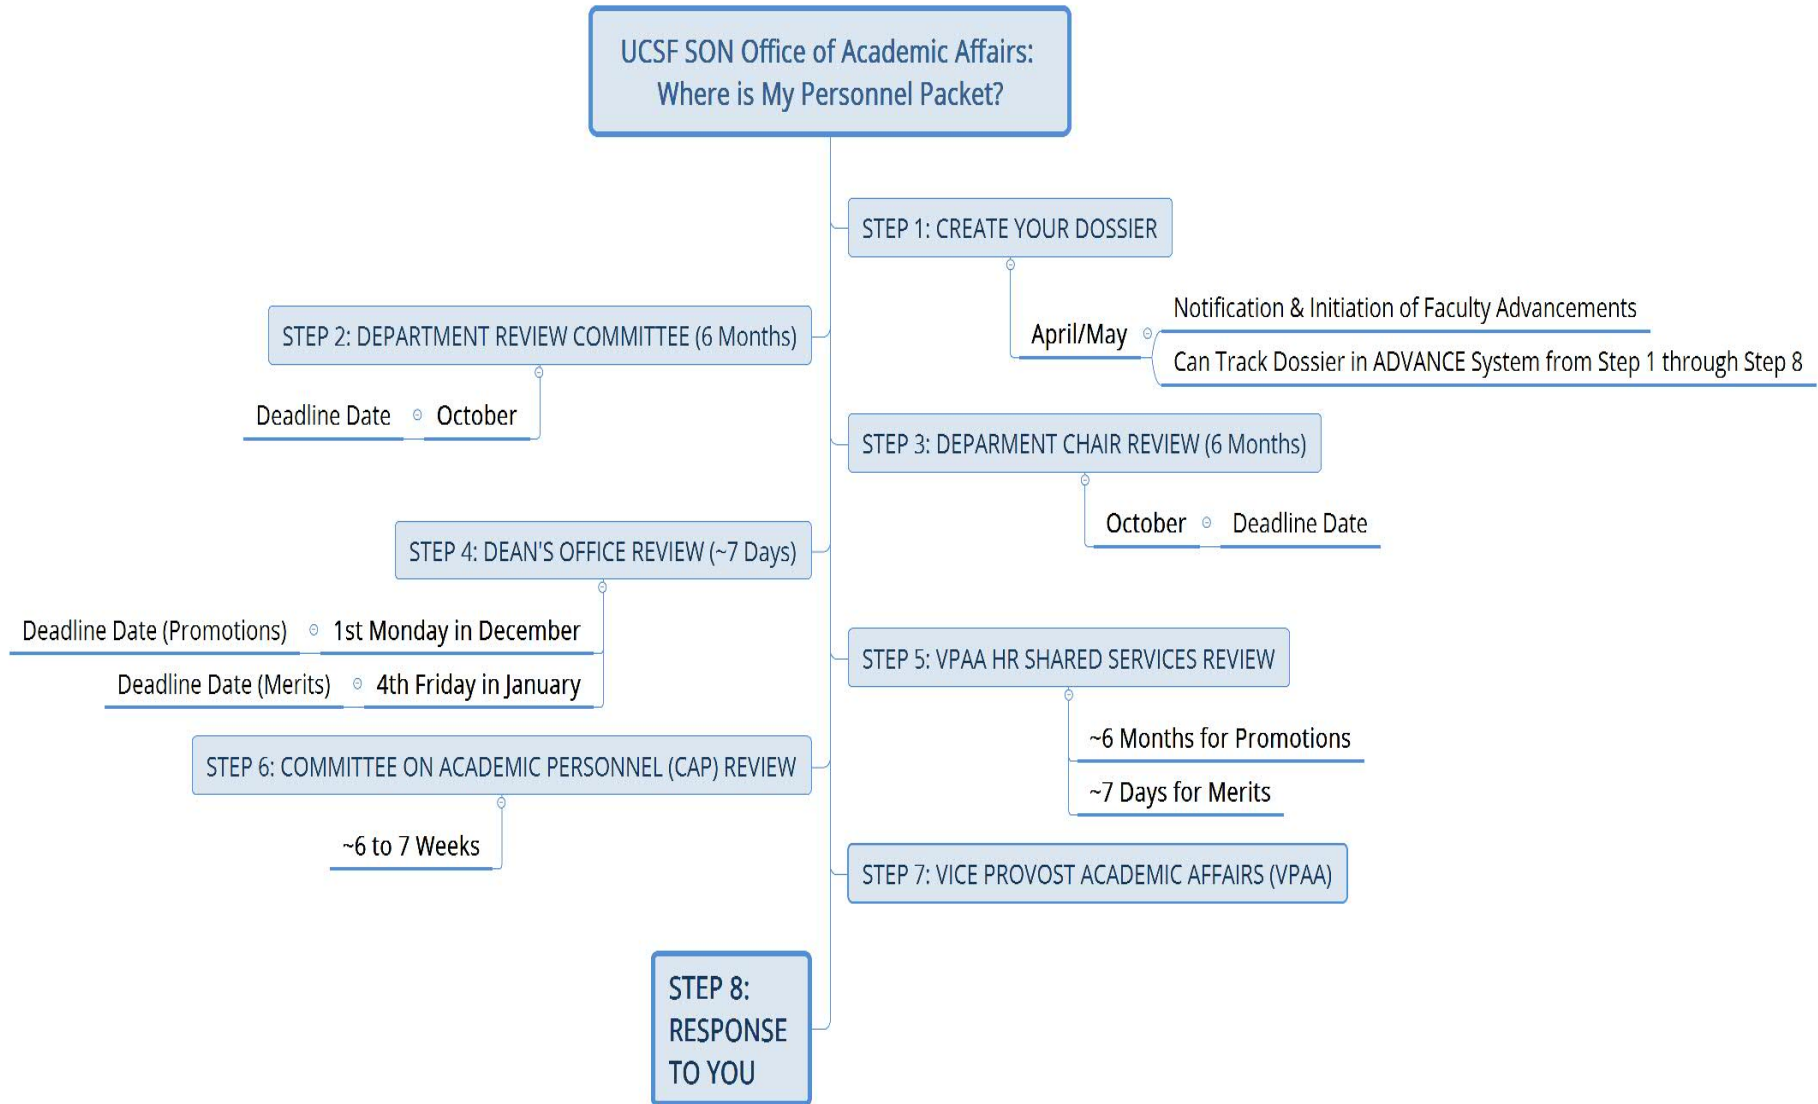 UCSF SON Office of Academic Affairs:
Where is My Personnel Packet?
STEP 1: CREATE YOUR DOSSIER
April/May
Notification & Initiation of Faculty Advancements
Can Track Dossier in ADVANCE System from Step 1 through Step 8
STEP 2: DEPARTMENT REVIEW COMMITTEE (6 Months)
Deadline Date
October
STEP 3: DEPARMENT CHAIR REVIEW (6 Months)
October
Deadline Date
STEP 4: DEAN'S OFFICE REVIEW (~7 Days)
Deadline Date (Promotions)
1st Monday in December
Deadline Date (Merits)
4th Friday in January
STEP 5: VPAA HR SHARED SERVICES REVIEW
~6 Months for Promotions
~7 Days for Merits
STEP 6: COMMITTEE ON ACADEMIC PERSONNEL (CAP) REVIEW
~6 to 7 Weeks
STEP 7: VICE PROVOST ACADEMIC AFFAIRS (VPAA)
STEP 8:
RESPONSE
TO YOU